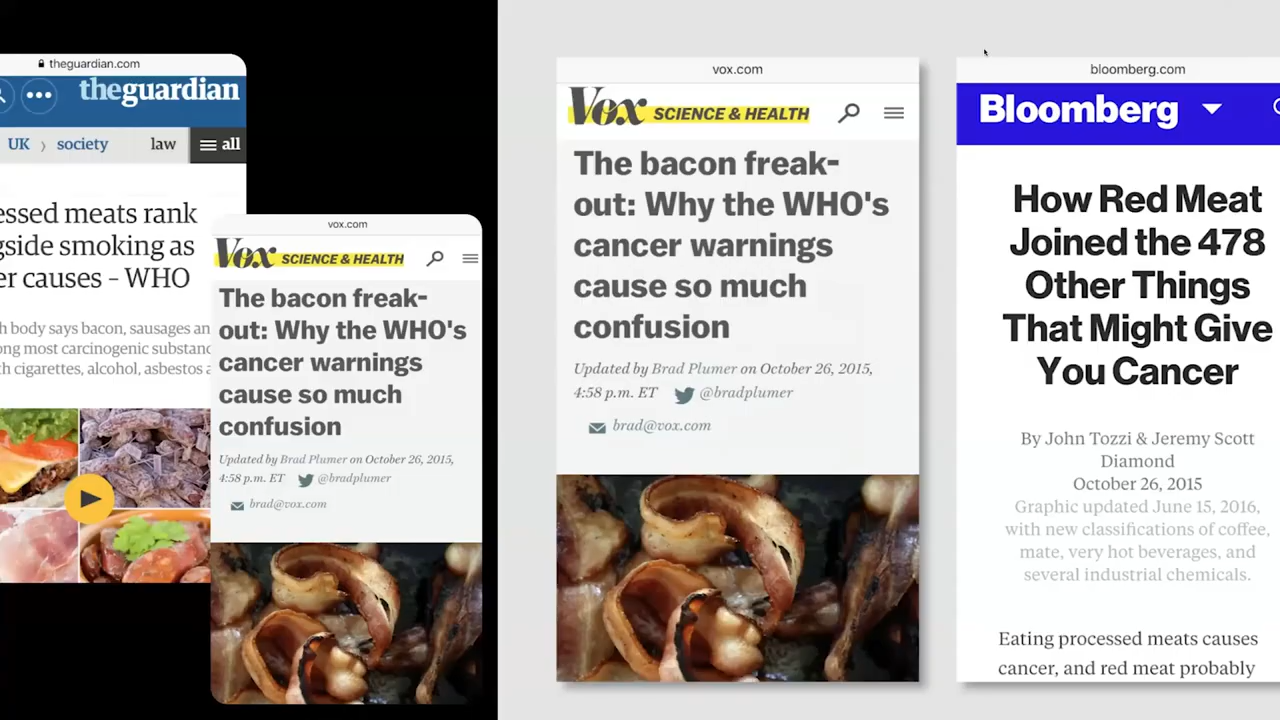 theguardian.com
theguardian
UK › society law all
essed meats rank
gside smoking as
er causes – WHO
h body says bacon, sausages an
ong most carcinogenic substanc
h cigarettes, alcohol, asbestos a
vox.com
Vox SCIENCE & HEALTH
The bacon freak-
out: Why the WHO's
cancer warnings
cause so much
confusion
Updated by Brad Plumer on October 26, 2015,
4:58 p.m. ET @bradplumer
brad@vox.com
vox.com
Vox SCIENCE & HEALTH
The bacon freak-
out: Why the WHO's
cancer warnings
cause so much
confusion
Updated by Brad Plumer on October 26, 2015,
4:58 p.m. ET @bradplumer
brad@vox.com
bloomberg.com
Bloomberg
How Red Meat
Joined the 478
Other Things
That Might Give
You Cancer
By John Tozzi & Jeremy Scott
Diamond
October 26, 2015
Graphic updated June 15, 2016,
with new classifications of coffee,
mate, very hot beverages, and
several industrial chemicals.
Eating processed meats causes
cancer, and red meat probably